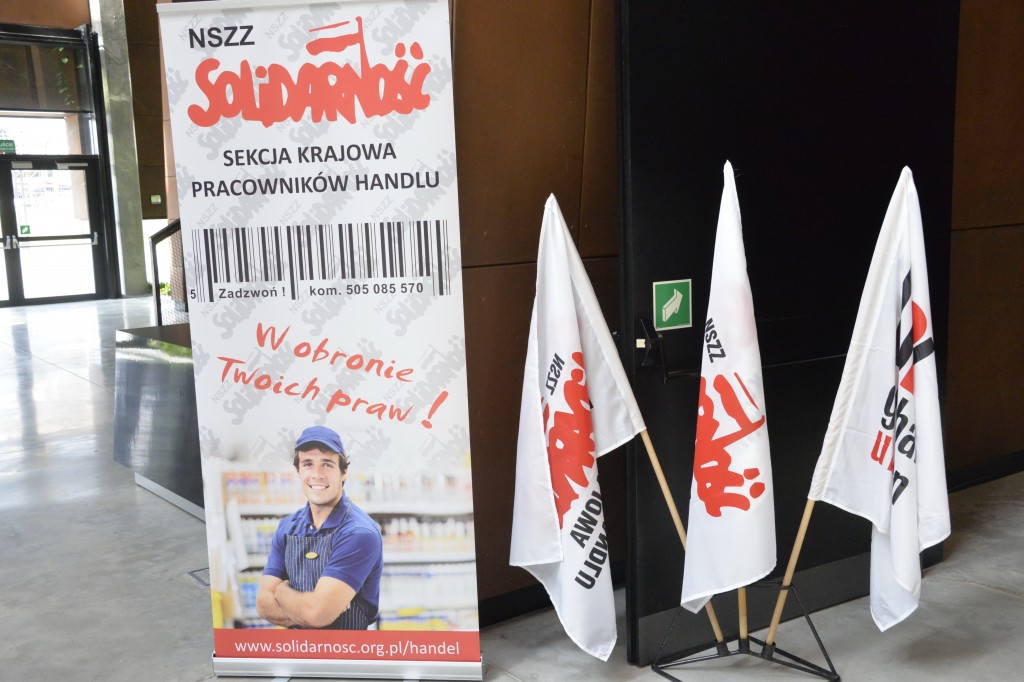 NSZZ
SOLIDARNOŚĆ
SEKCJA KRAJOWA
PRACOWNIKÓW HANDLU
5 Zadzwoń ! kom. 505 085 570
W obronie
Twoich praw !
www.solidarnosc.org.pl/handel
NSZZ
NSZZ